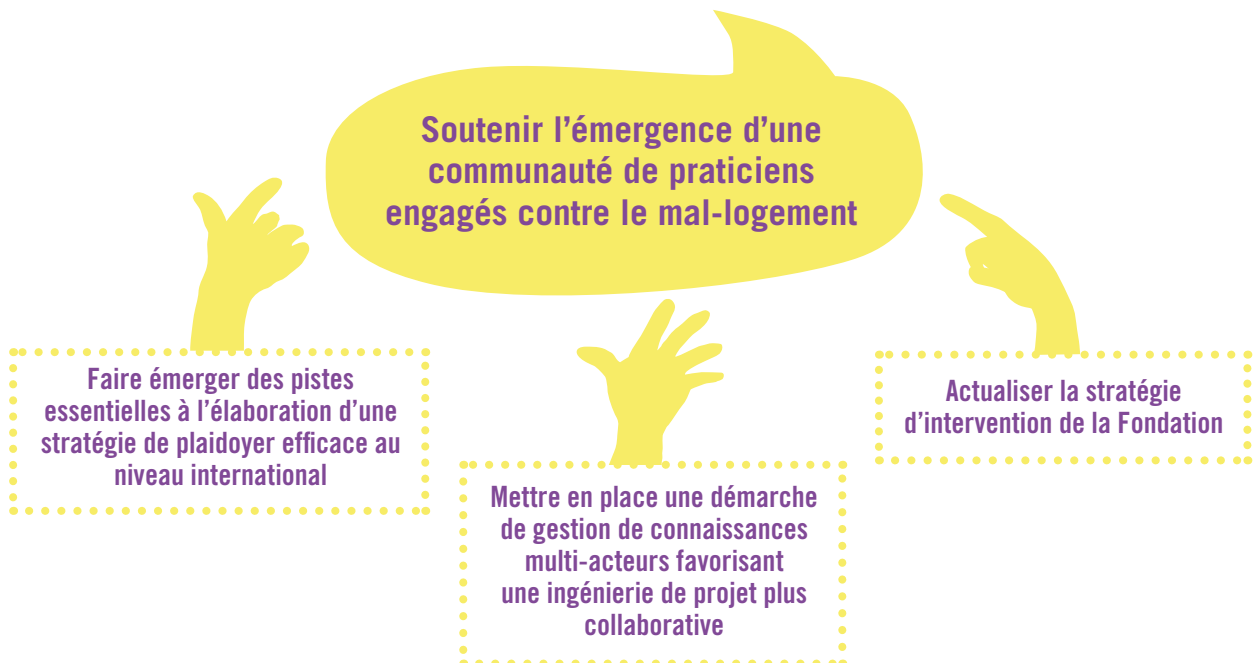 Soutenir l’émergence d’une
communauté de praticiens
engagés contre le mal-logement
Faire émerger des pistes
essentielles à l’élaboration d’une
stratégie de plaidoyer efficace au
niveau international
Mettre en place une démarche
de gestion de connaissances
multi-acteurs favorisant
une ingénierie de projet plus
collaborative
Actualiser la stratégie
d’intervention de la Fondation